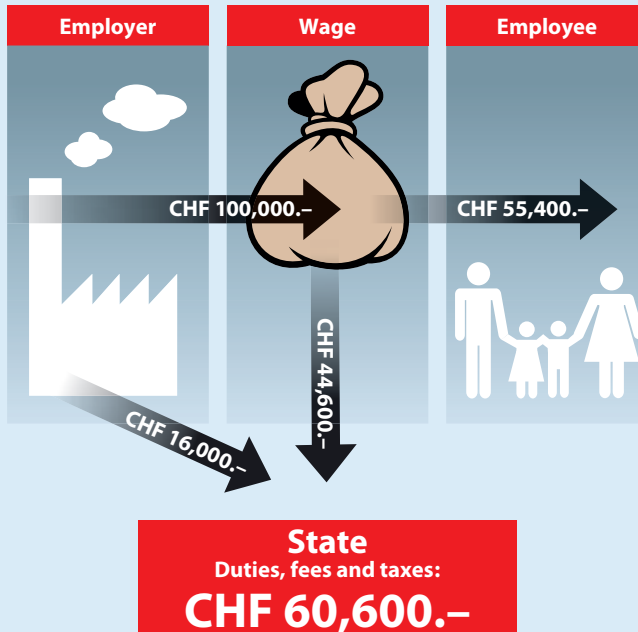 Employer
Wage
Employee
CHF 100,000.–
CHF 55,400.–
CHF 44,600.–
CHF 16,000.–
State
Duties, fees and taxes:
CHF 60,600.–